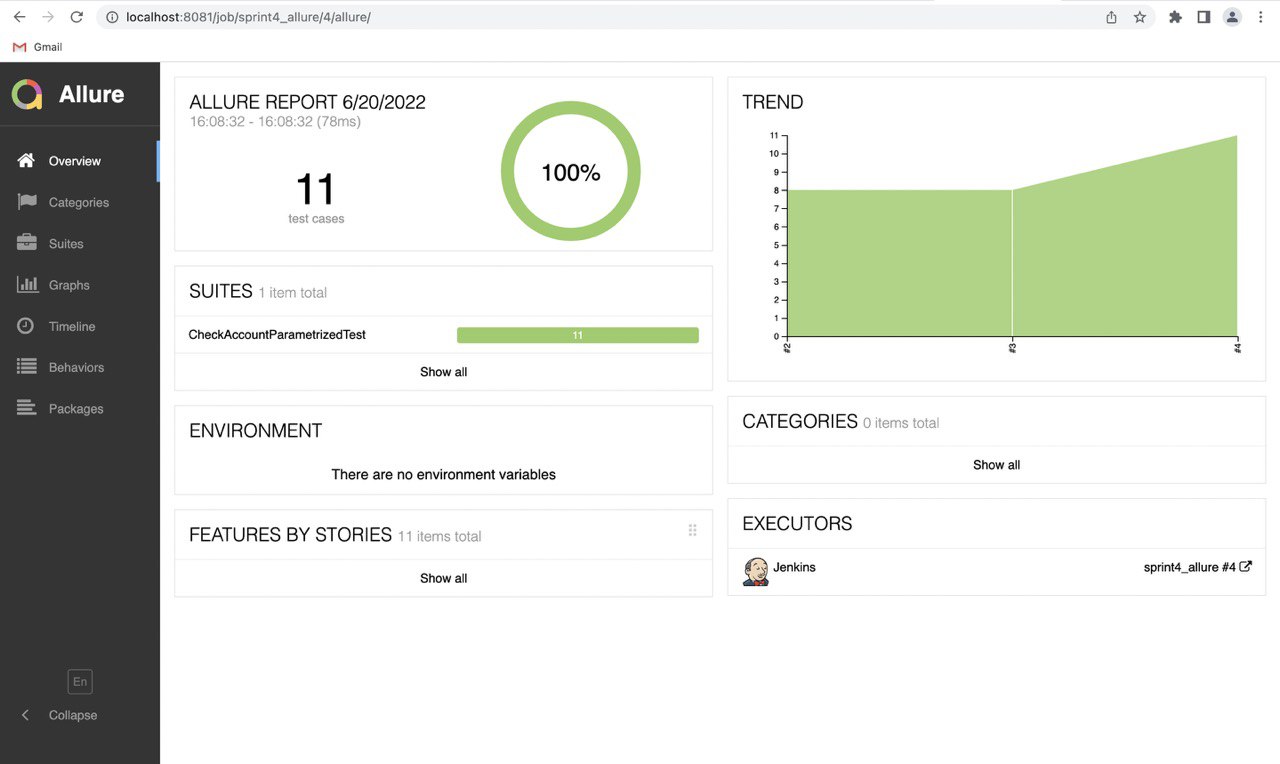 localhost:8081/job/sprint4_allure/4/allure/
Gmail
Allure
Overview
Categories
Suites
Graphs
Timeline
Behaviors
Packages
En
Collapse
ALLURE REPORT 6/20/2022
16:08:32 - 16:08:32 (78ms)
11
test cases
100%
SUITES 1 item total
CheckAccountParametrizedTest 11
Show all
ENVIRONMENT
There are no environment variables
FEATURES BY STORIES 11 items total
Show all
TREND
11
10
9
8
7
6
5
4
3
2
1
0
#2
#3
#4
CATEGORIES 0 items total
Show all
EXECUTORS
Jenkins sprint4_allure #4